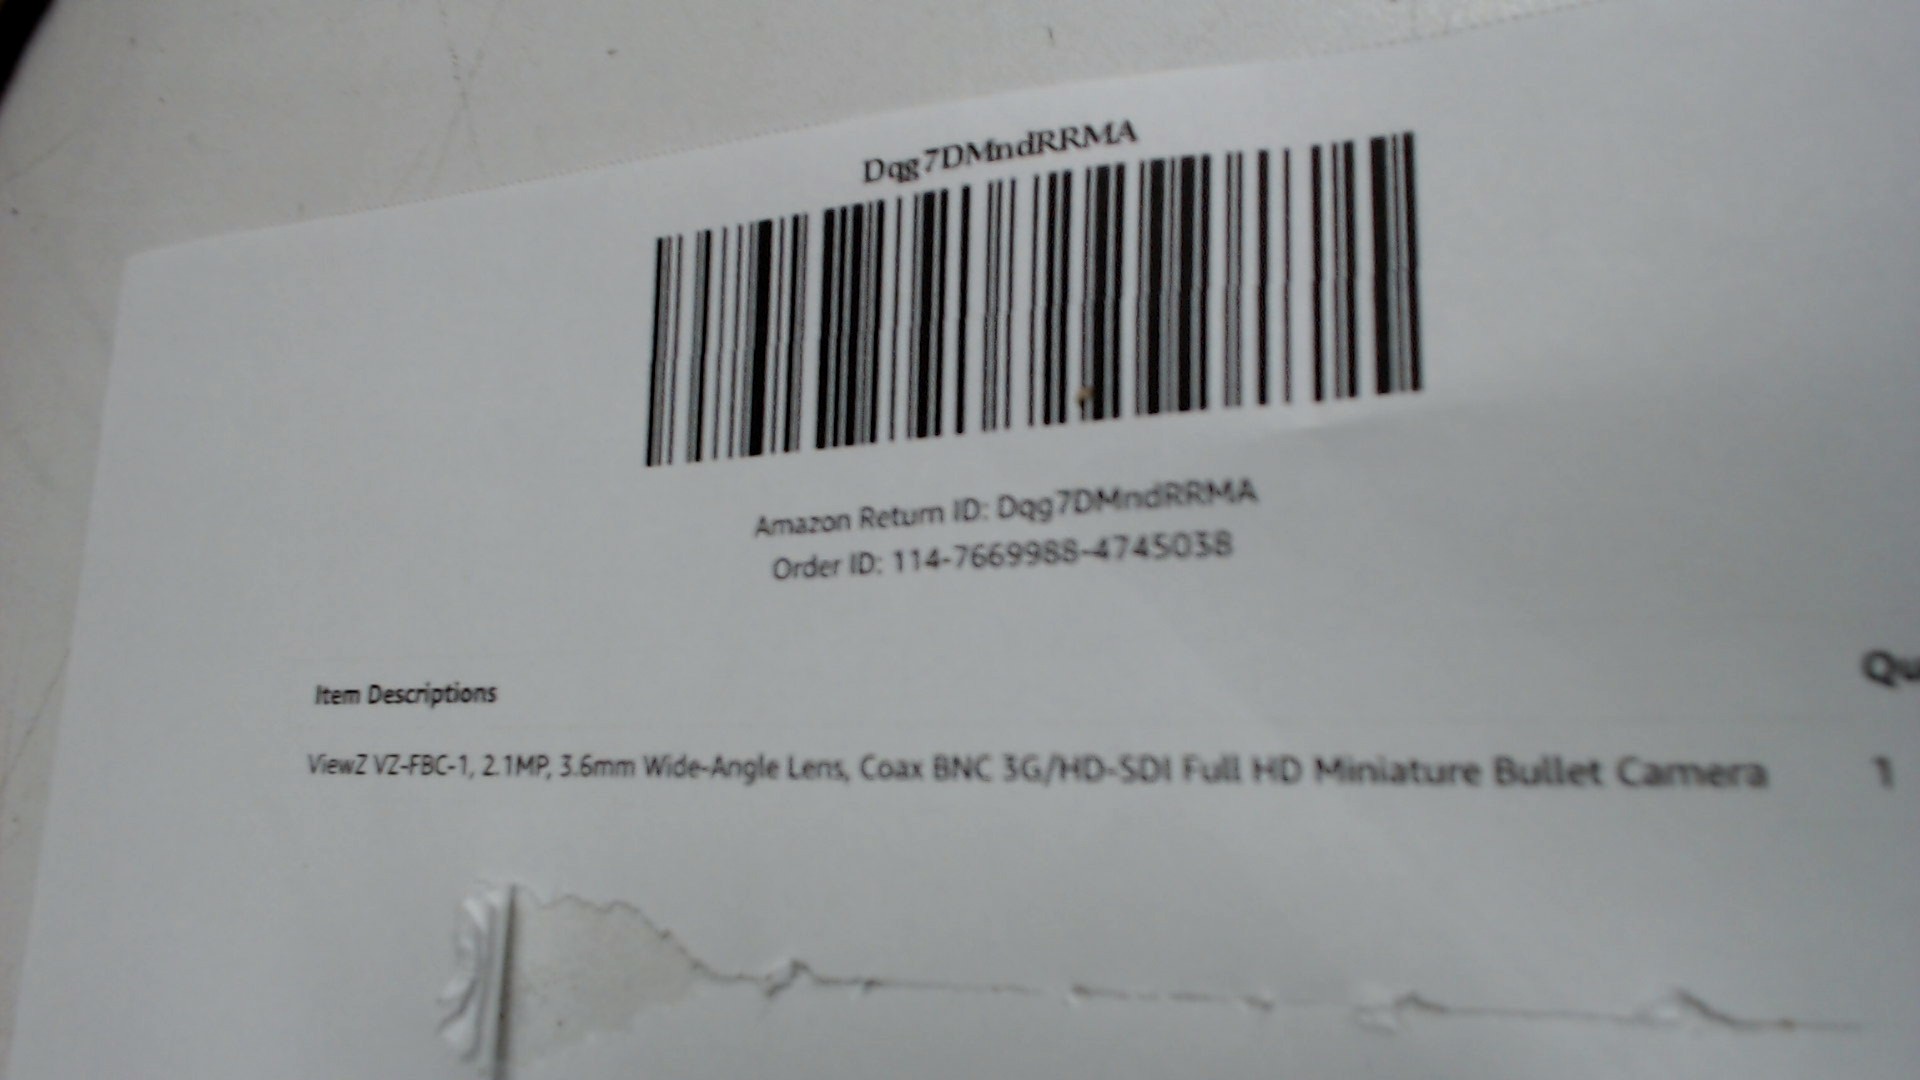 Dqg7DMndRRMA
Amazon Return ID: Dqg7DMndRRMA
Order ID: 114-7669988-4745038
Item Descriptions
Qu
ViewZ VZ-FBC-1, 2.1MP, 3.6mm Wide-Angle Lens, Coax BNC 3G/HD-SDI Full HD Miniature Bullet Camera 1